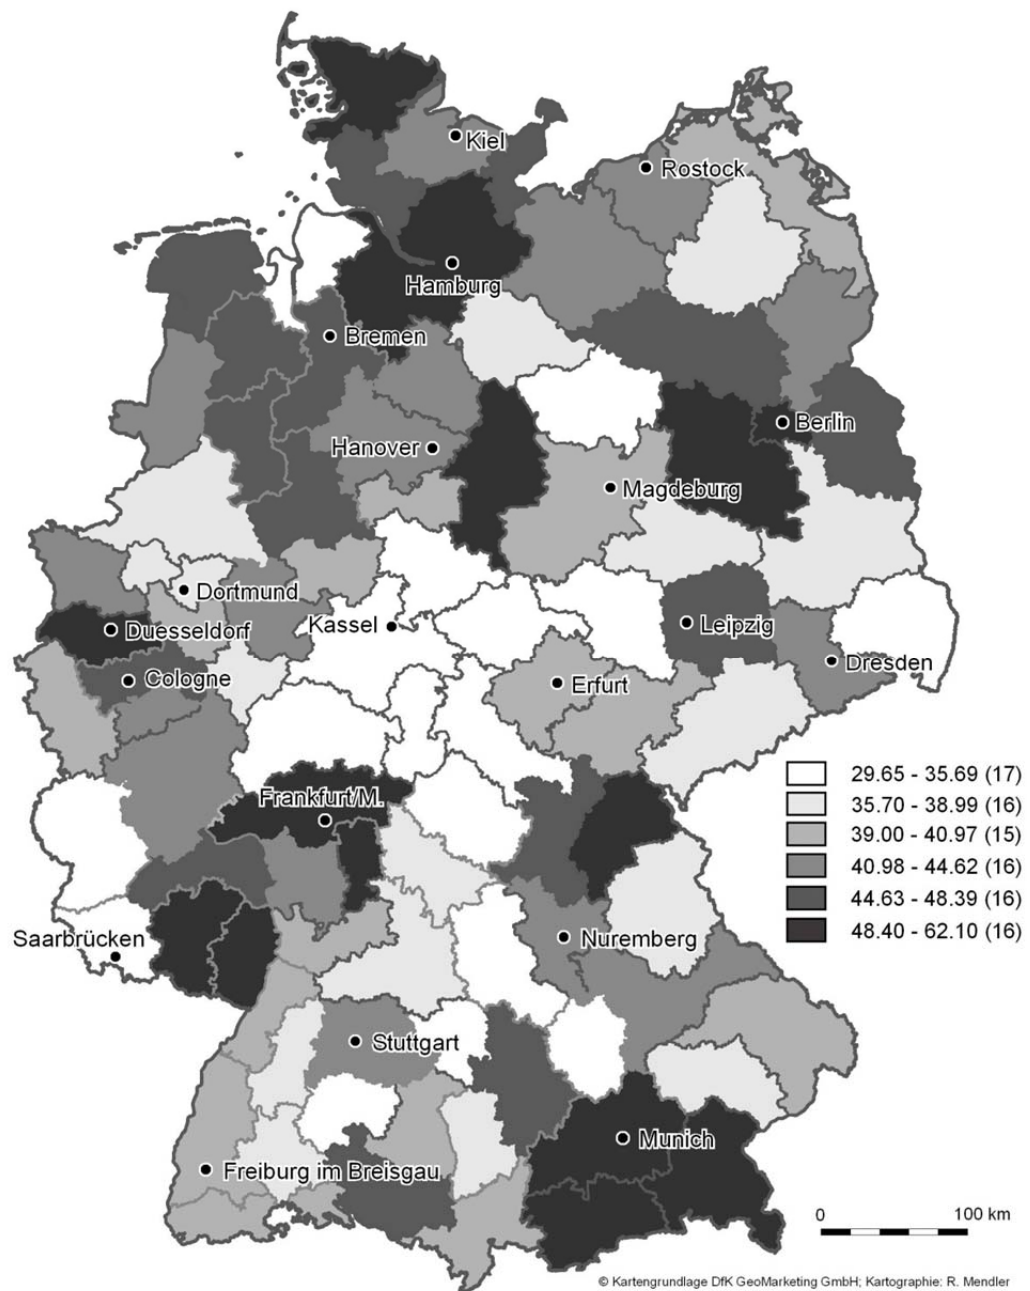 Kiel
Rostock
Hamburg
Bremen
Berlin
Hanover
Magdeburg
Dortmund
Kassel
Leipzig
Duesseldorf
Dresden
Cologne
Erfurt
29.65 - 35.69 (17)
35.70 - 38.99 (16)
39.00 - 40.97 (15)
40.98 - 44.62 (16)
44.63 - 48.39 (16)
48.40 - 62.10 (16)
Frankfurt/M.
Saarbrücken
Nuremberg
Stuttgart
Munich
Freiburg im Breisgau
0 100 km
© Kartengrundlage DfK GeoMarketing GmbH; Kartographie: R. Mendler